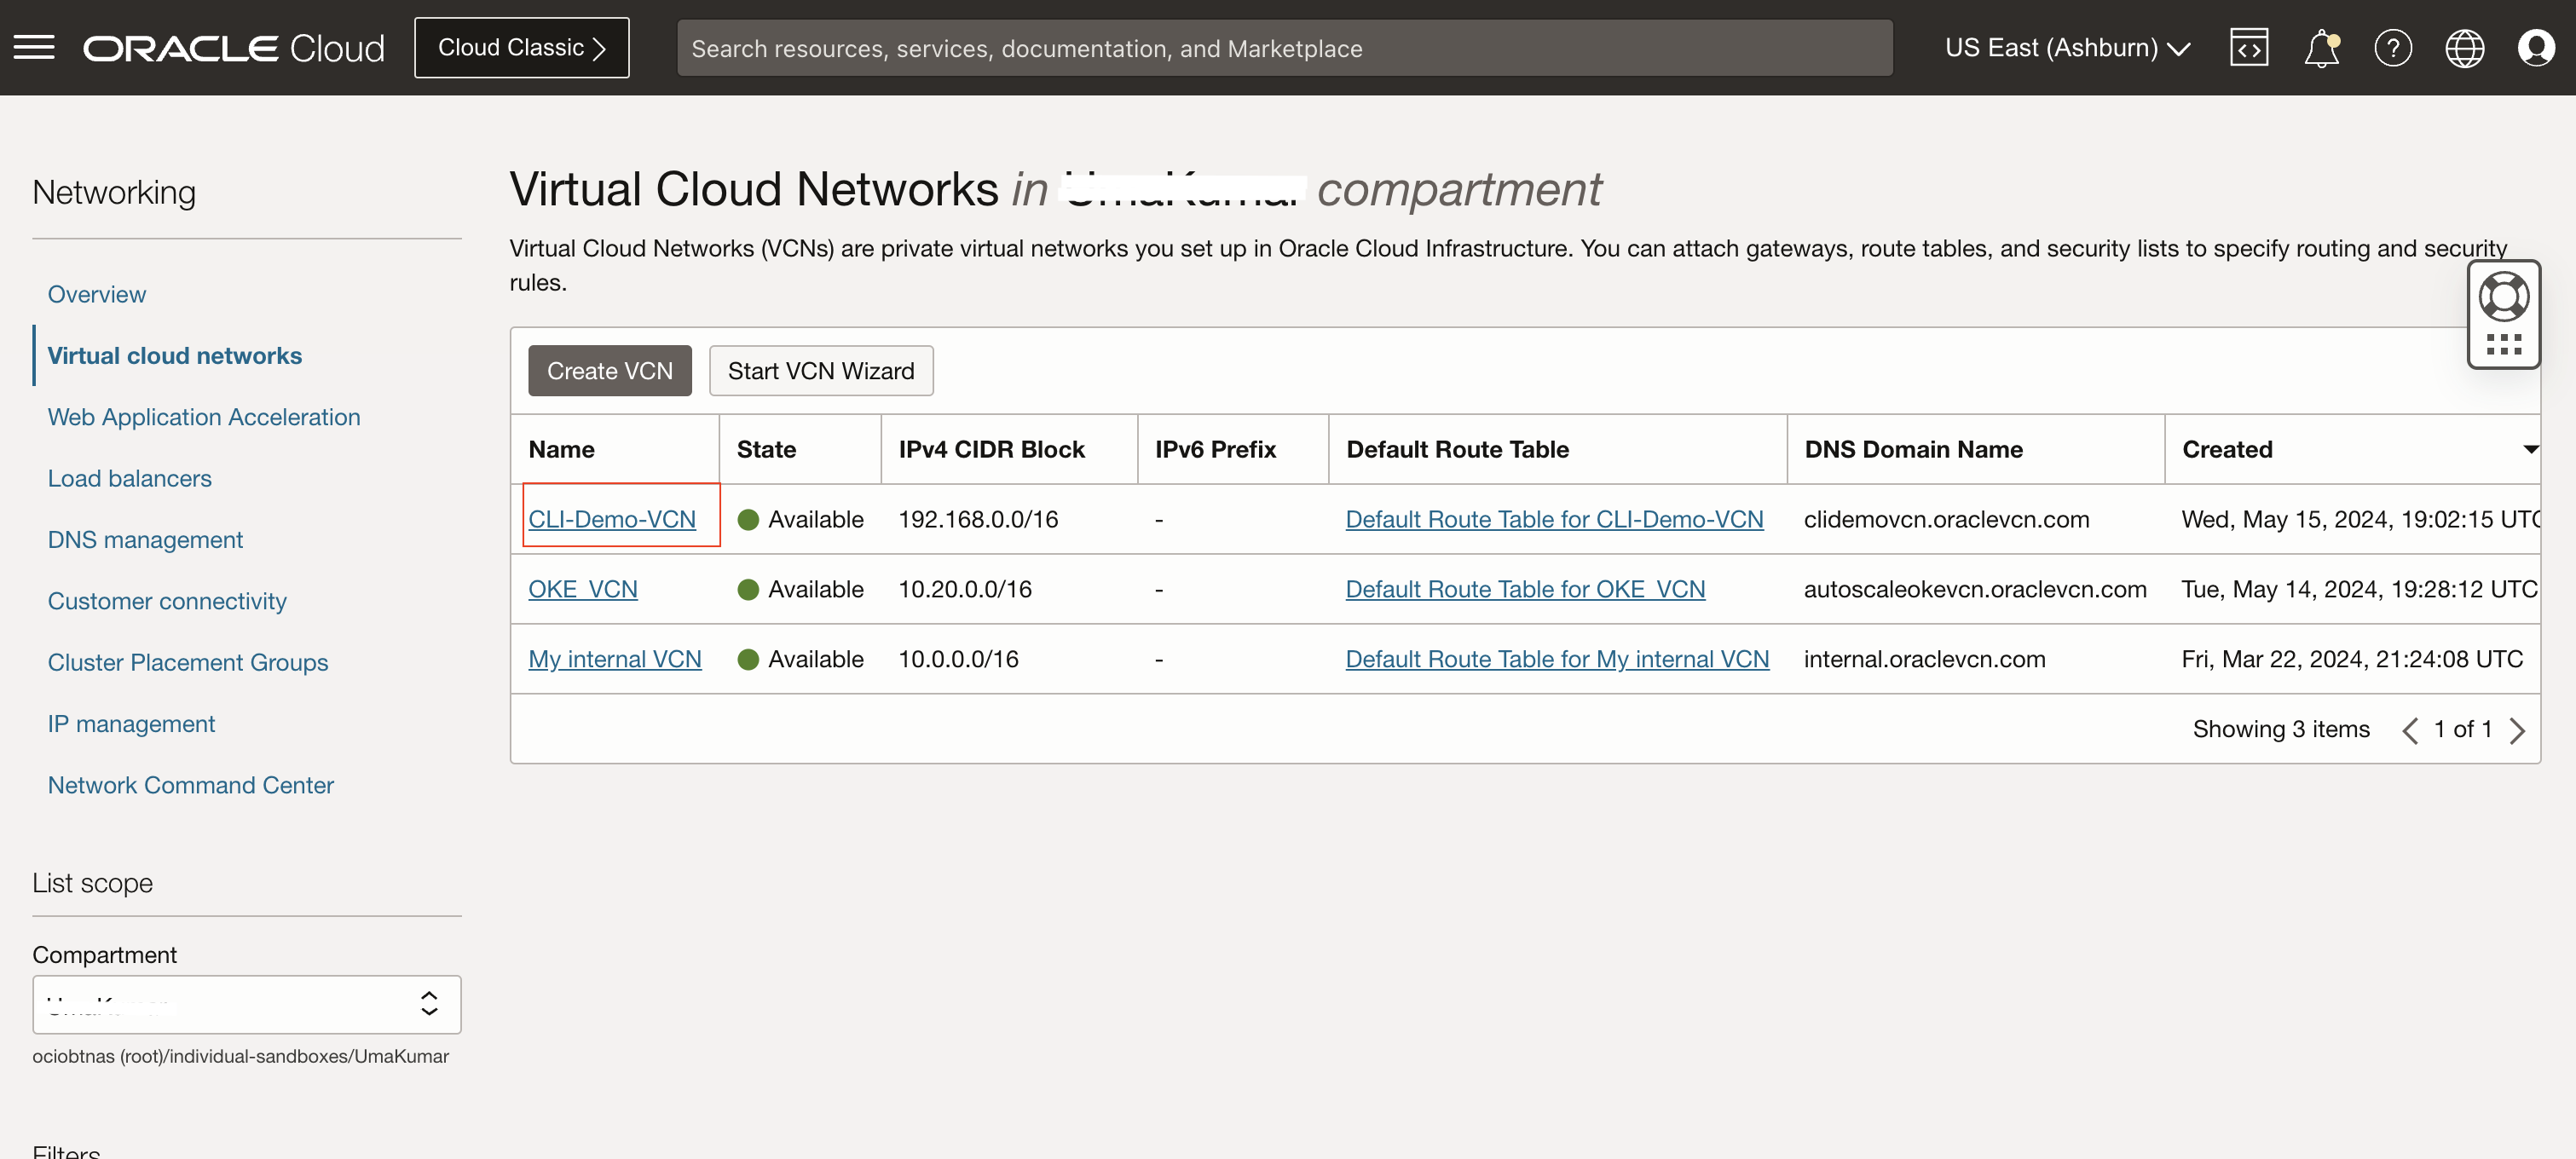 ORACLE Cloud
Cloud Classic
Search resources, services, documentation, and Marketplace
US East (Ashburn)
Networking
Overview
Virtual cloud networks
Web Application Acceleration
Load balancers
DNS management
Customer connectivity
Cluster Placement Groups
IP management
Network Command Center
List scope
Compartment
ociobtnas (root)/individual-sandboxes/UmaKumar
Filters
Virtual Cloud Networks in compartment
Virtual Cloud Networks (VCNs) are private virtual networks you set up in Oracle Cloud Infrastructure. You can attach gateways, route tables, and security lists to specify routing and security
rules.
Create VCN Start VCN Wizard
Name State IPv4 CIDR Block IPv6 Prefix Default Route Table DNS Domain Name Created
CLI-Demo-VCN Available 192.168.0.0/16 - Default Route Table for CLI-Demo-VCN clidemovcn.oraclevcn.com Wed, May 15, 2024, 19:02:15 UTC
OKE_VCN Available 10.20.0.0/16 - Default Route Table for OKE_VCN autoscaleokevcn.oraclevcn.com Tue, May 14, 2024, 19:28:12 UTC
My internal VCN Available 10.0.0.0/16 - Default Route Table for My internal VCN internal.oraclevcn.com Fri, Mar 22, 2024, 21:24:08 UTC
Showing 3 items 1 of 1